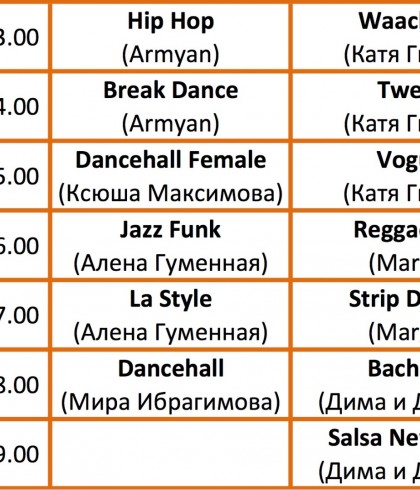 3.00 Hip Hop Waac
(Armyan) (Катя Г
4.00 Break Dance Twe
(Armyan) (Катя Г
5.00 Dancehall Female Vog
(Ксюша Максимова) (Катя Г
6.00 Jazz Funk Regga
(Алена Гуменная) (Mar
7.00 La Style Strip D
(Алена Гуменная) (Mar
8.00 Dancehall Bach
(Мира Ибрагимова) (Дима и Д
9.00 Salsa Ne
(Дима и Д